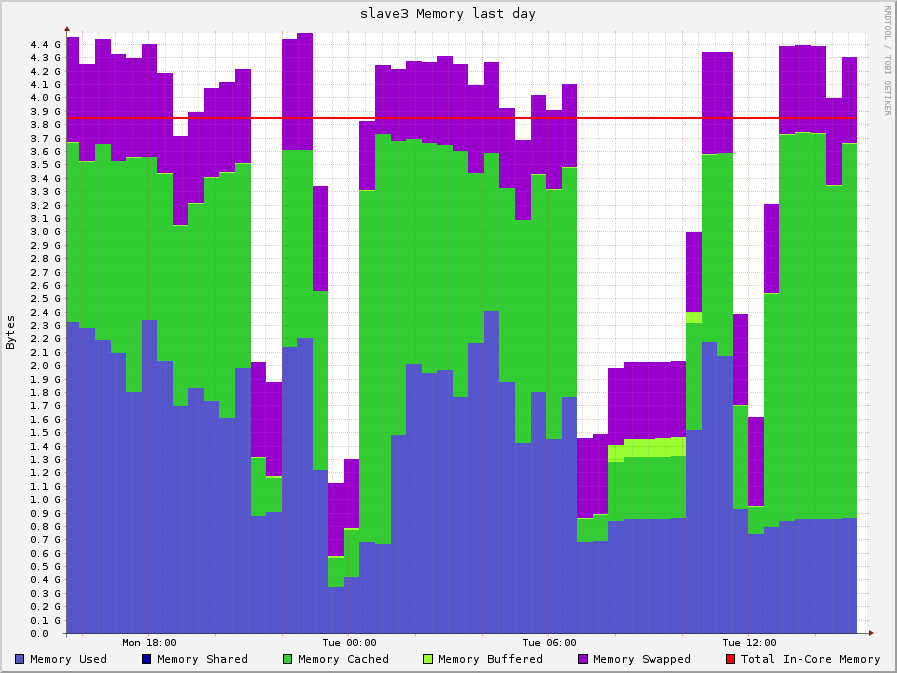 slave3 Memory last day
RRDTOOL / TOBI OETIKER
Bytes
4.4 G
4.3 G
4.2 G
4.1 G
4.0 G
3.9 G
3.8 G
3.7 G
3.6 G
3.5 G
3.4 G
3.3 G
3.2 G
3.1 G
3.0 G
2.9 G
2.8 G
2.7 G
2.6 G
2.5 G
2.4 G
2.3 G
2.2 G
2.1 G
2.0 G
1.9 G
1.8 G
1.7 G
1.6 G
1.5 G
1.4 G
1.3 G
1.2 G
1.1 G
1.0 G
0.9 G
0.8 G
0.7 G
0.6 G
0.5 G
0.4 G
0.3 G
0.2 G
0.1 G
0.0
Mon 18:00 Tue 00:00 Tue 06:00 Tue 12:00
Memory Used Memory Shared Memory Cached Memory Buffered Memory Swapped Total In-Core Memory